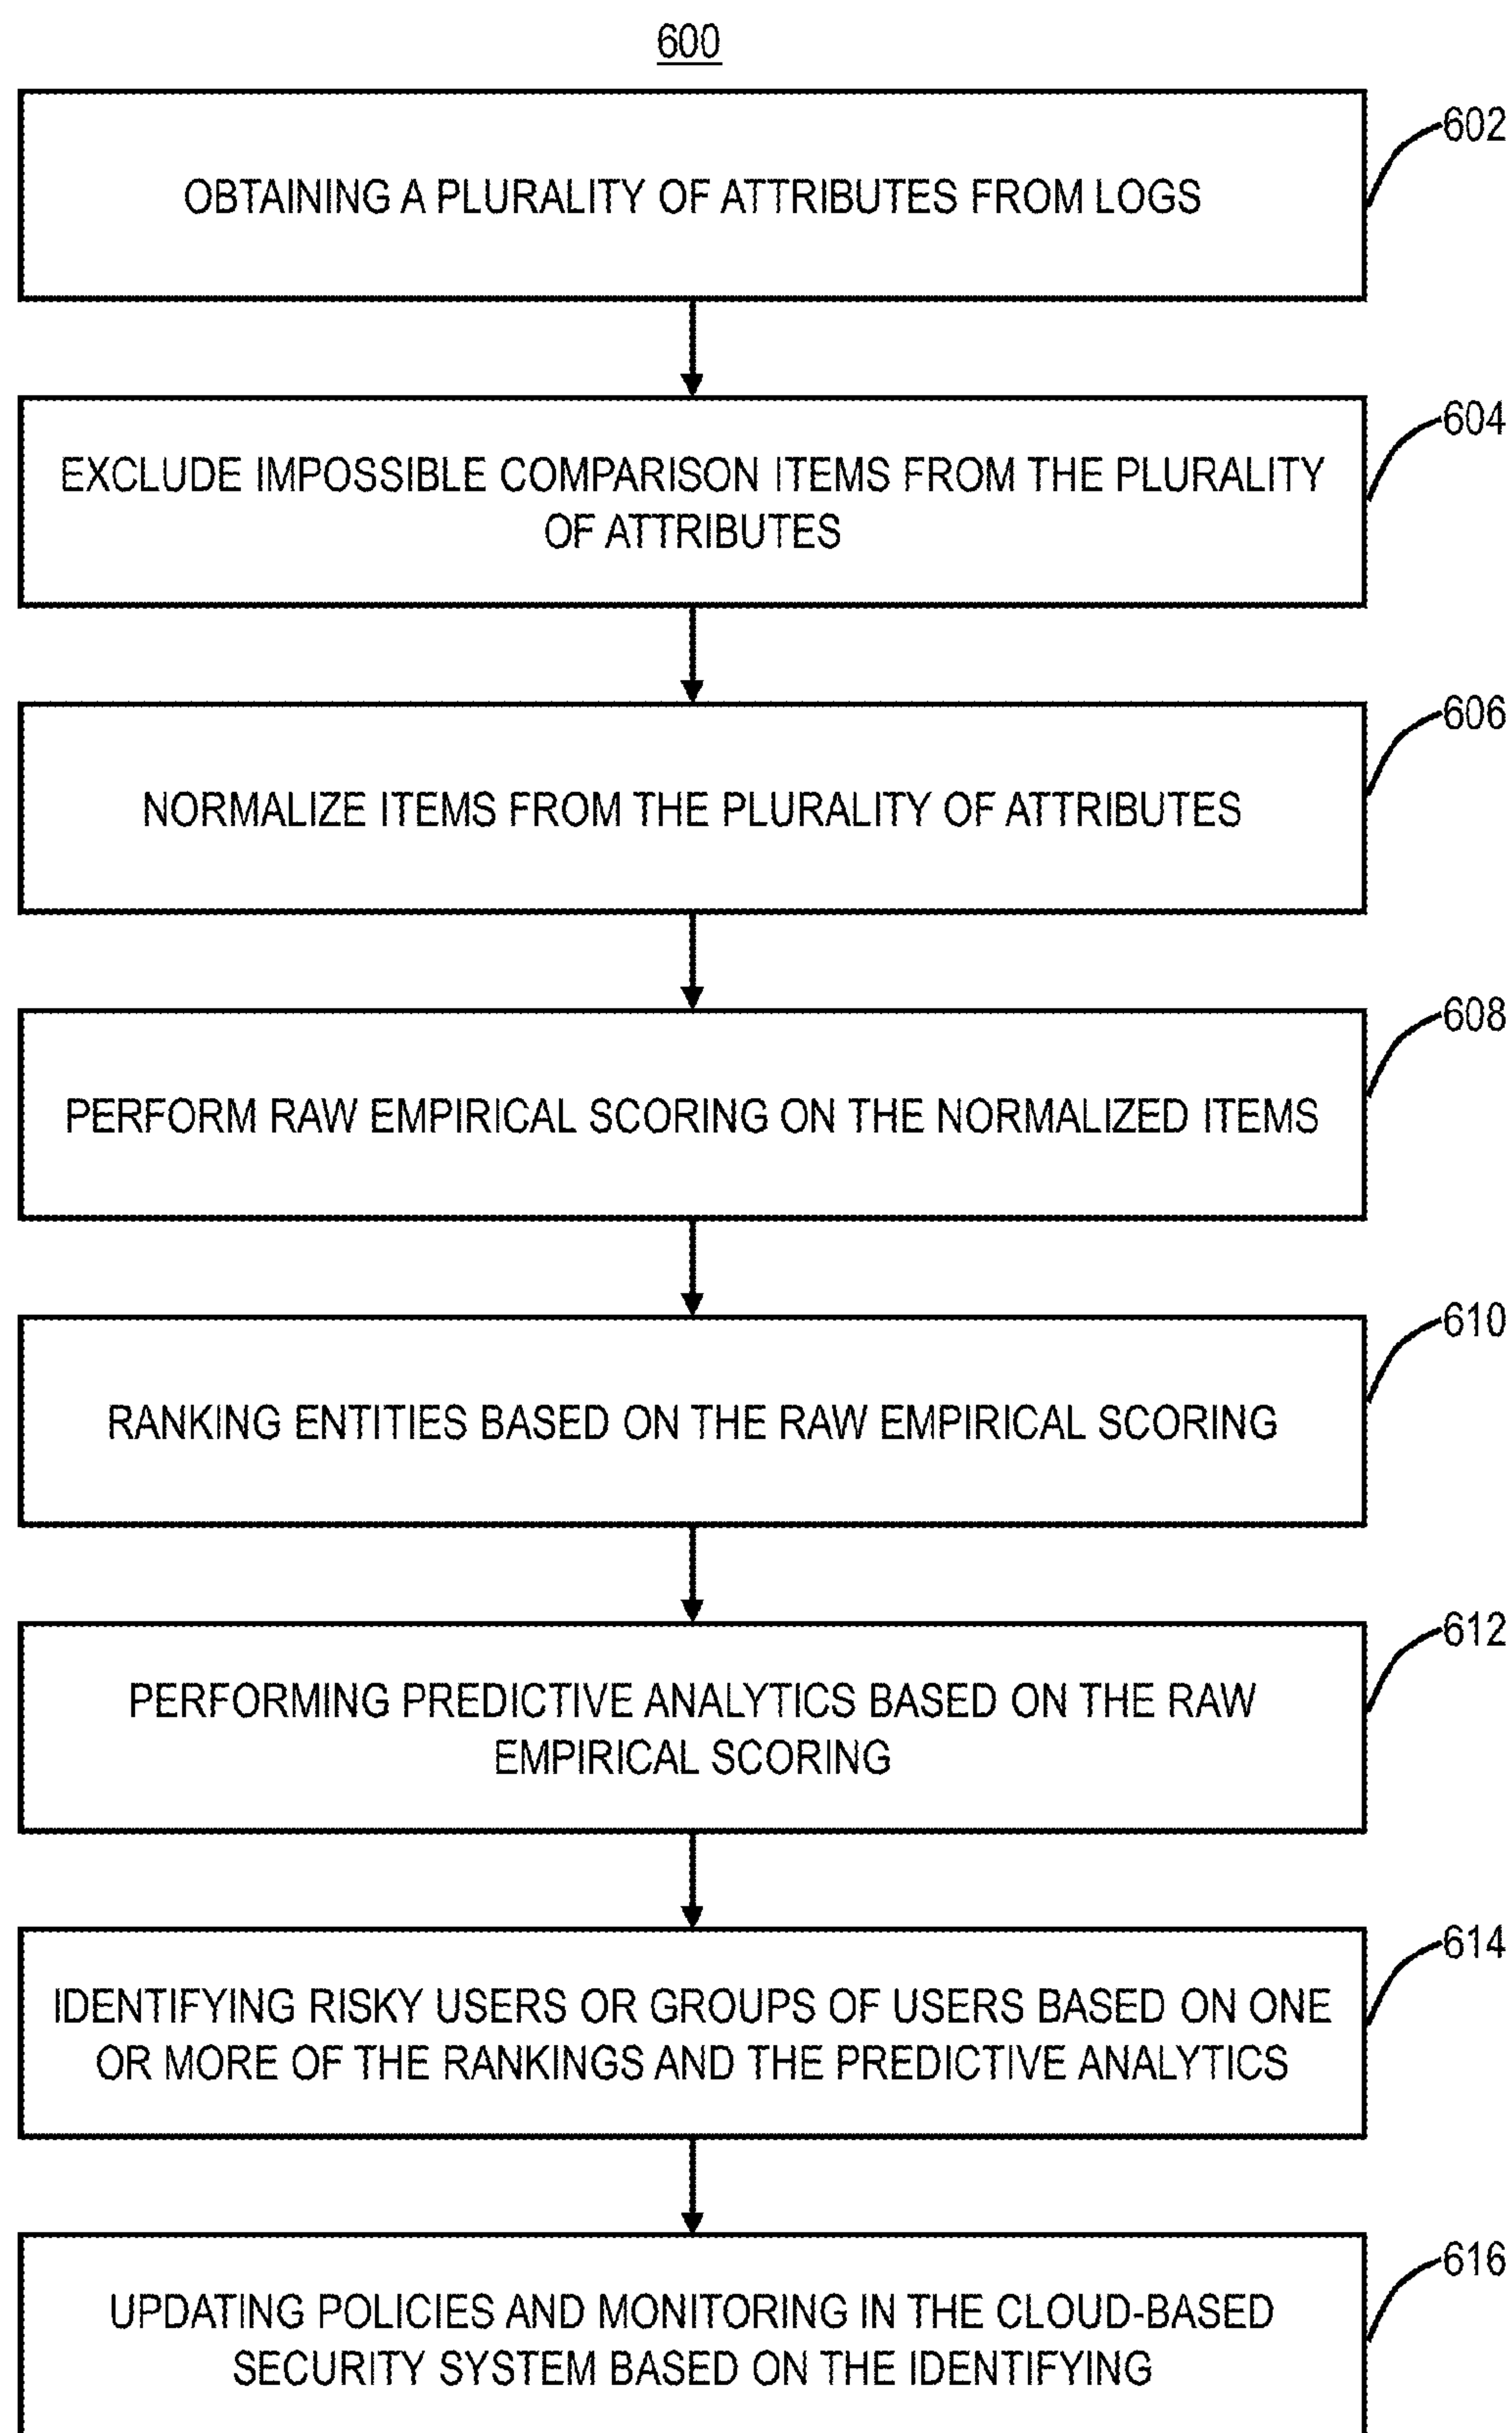 600
602
OBTAINING A PLURALITY OF ATTRIBUTES FROM LOGS
604
EXCLUDE IMPOSSIBLE COMPARISON ITEMS FROM THE PLURALITY
OF ATTRIBUTES
606
NORMALIZE ITEMS FROM THE PLURALITY OF ATTRIBUTES
608
PERFORM RAW EMPIRICAL SCORING ON THE NORMALIZED ITEMS
610
RANKING ENTITIES BASED ON THE RAW EMPIRICAL SCORING
612
PERFORMING PREDICTIVE ANALYTICS BASED ON THE RAW
EMPIRICAL SCORING
614
IDENTIFYING RISKY USERS OR GROUPS OF USERS BASED ON ONE
OR MORE OF THE RANKINGS AND THE PREDICTIVE ANALYTICS
616
UPDATING POLICIES AND MONITORING IN THE CLOUD-BASED
SECURITY SYSTEM BASED ON THE IDENTIFYING